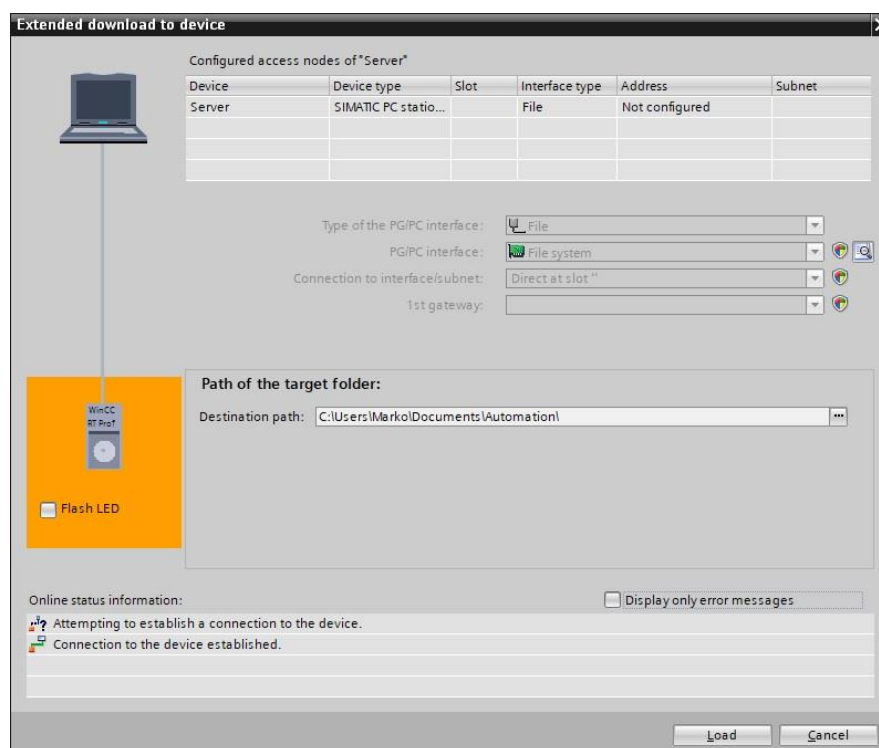 Extended download to device
Configured access nodes of "Server"
Device Device type Slot Interface type Address Subnet
Server SIMATIC PC statio... File Not configured
Type of the PG/PC interface: File
PG/PC interface: File system
Connection to interface/subnet: Direct at slot ''
1st gateway:
Path of the target folder:
WinCC
RT Prof
Destination path: C:\Users\Marko\Documents\Automation\ ...
Flash LED
Online status information: Display only error messages
Attempting to establish a connection to the device.
Connection to the device established.
Load Cancel